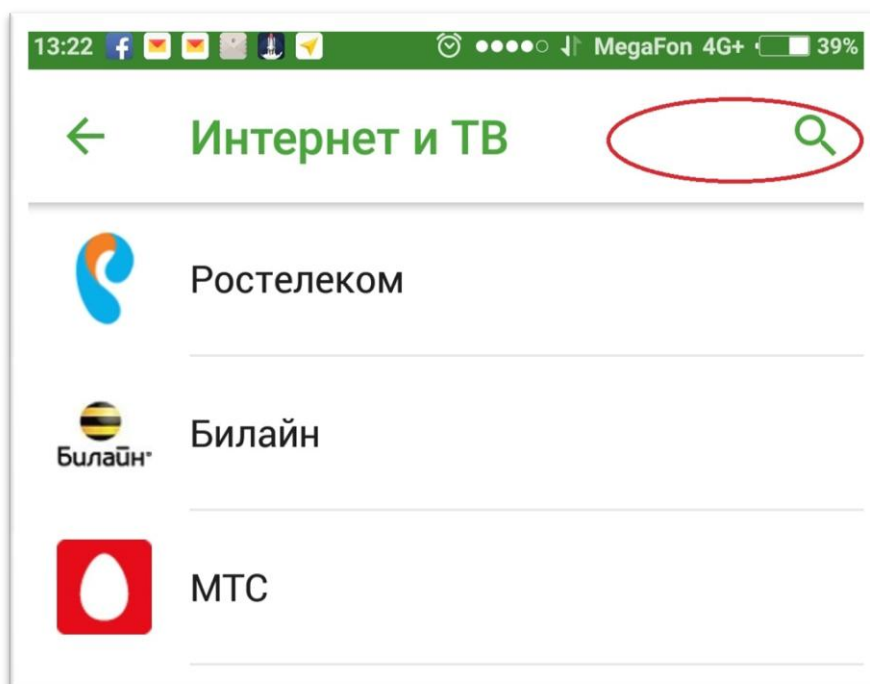 13:22 MegaFon 4G+ 39%
Интернет и ТВ
Ростелеком
Билайн
Билайн
МТС